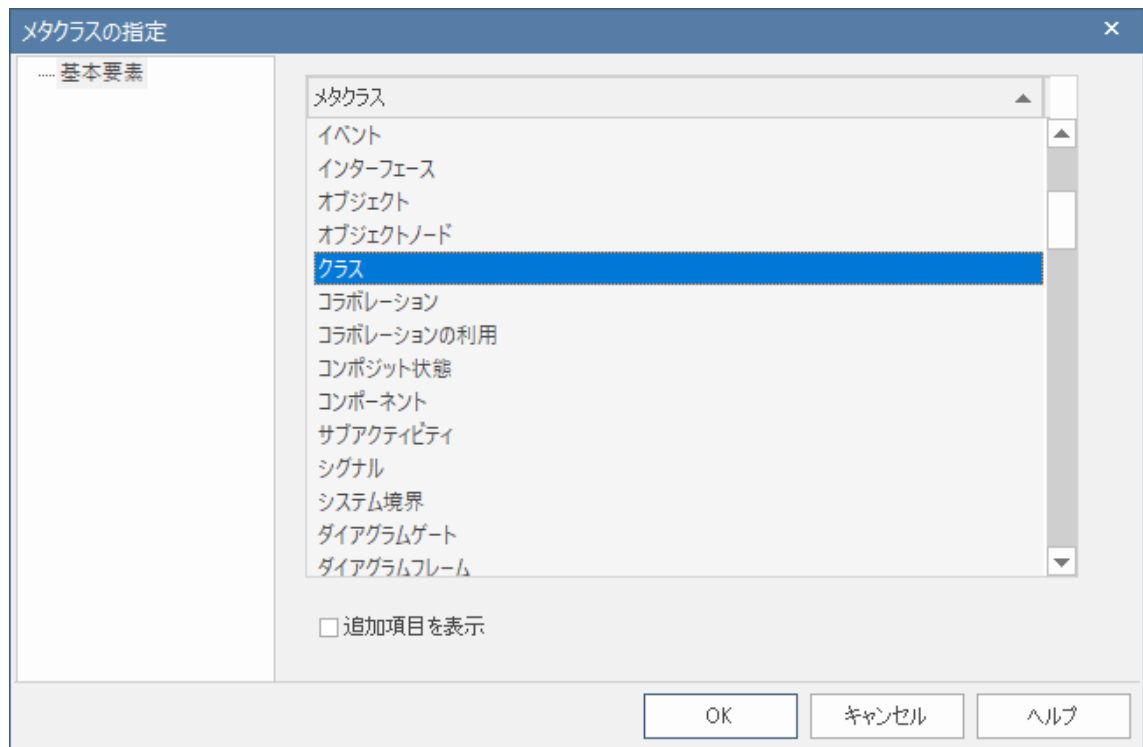 メタクラスの指定
基本要素
メタクラス
イベント
インターフェース
オブジェクト
オブジェクトノード
クラス
コラボレーション
コラボレーションの利用
コンポジット状態
コンポーネント
サブアクティビティ
シグナル
システム境界
ダイアグラムゲート
ダイアグラムフレーム
追加項目を表示
OK キャンセル ヘルプ